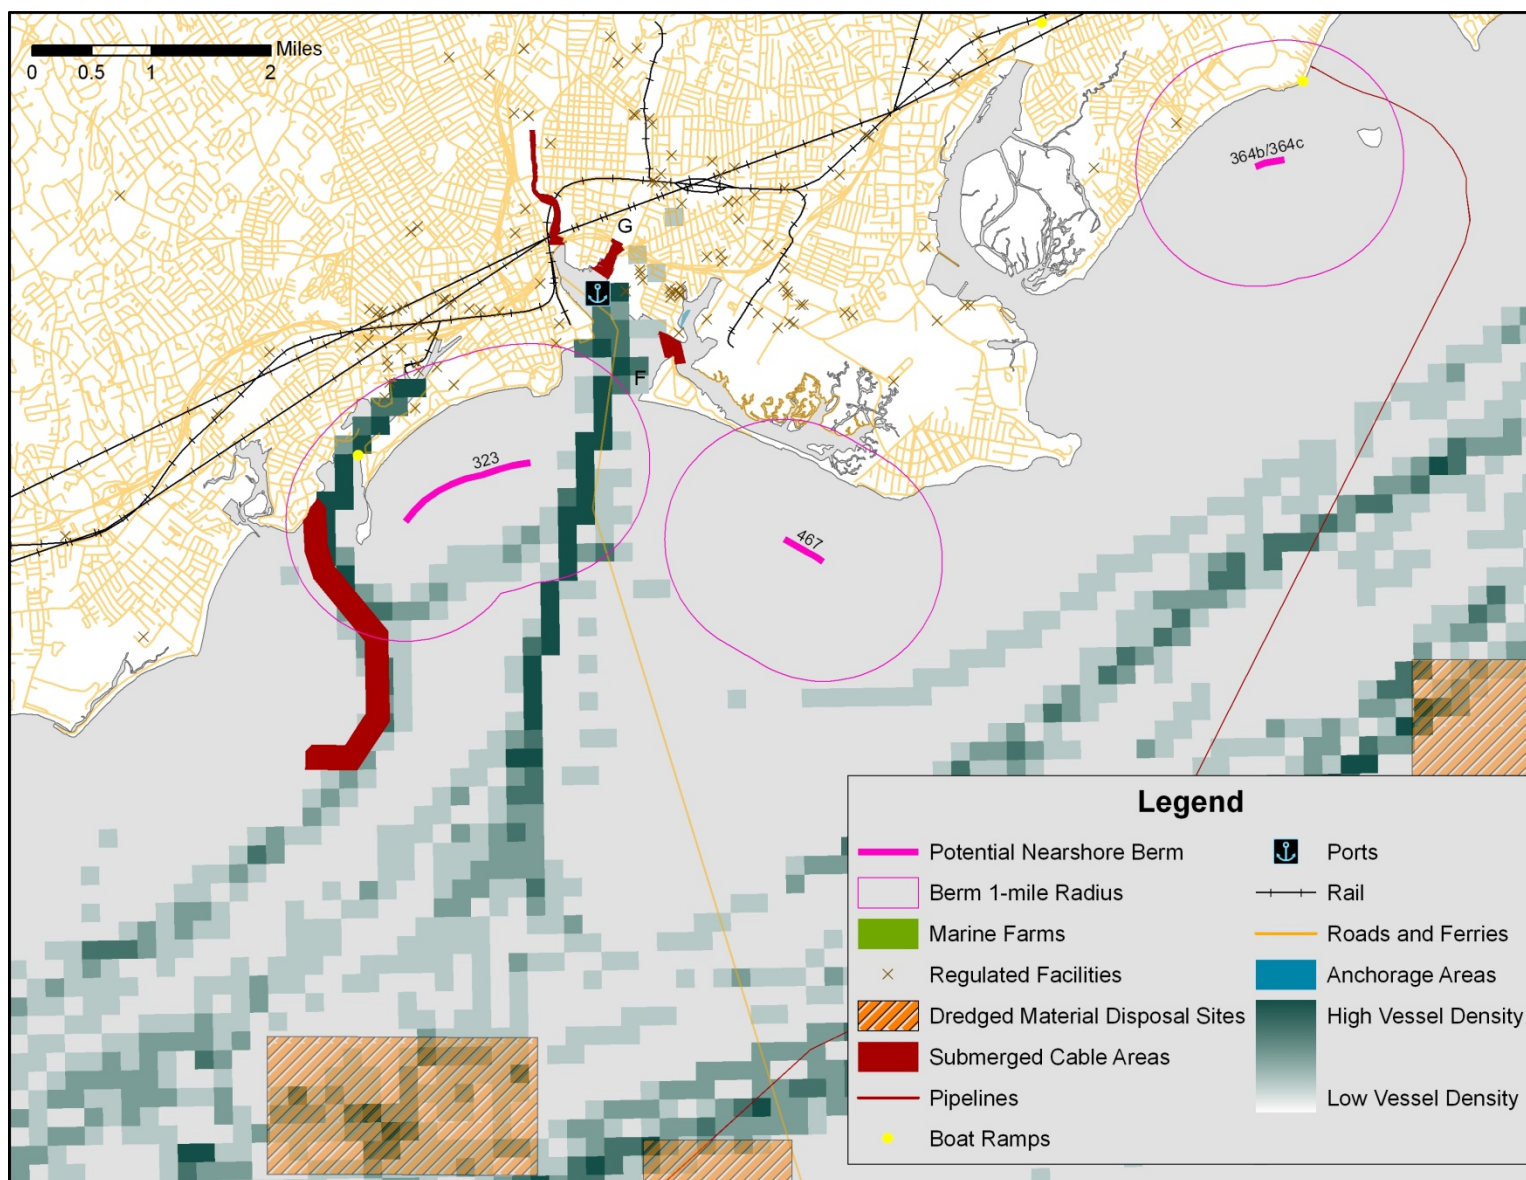 Miles
0 0.5 1 2
364b/364c
G
F
323
467
Legend
Potential Nearshore Berm
Berm 1-mile Radius
Marine Farms
Regulated Facilities
Dredged Material Disposal Sites
Submerged Cable Areas
Pipelines
Boat Ramps
Ports
Rail
Roads and Ferries
Anchorage Areas
High Vessel Density
Low Vessel Density